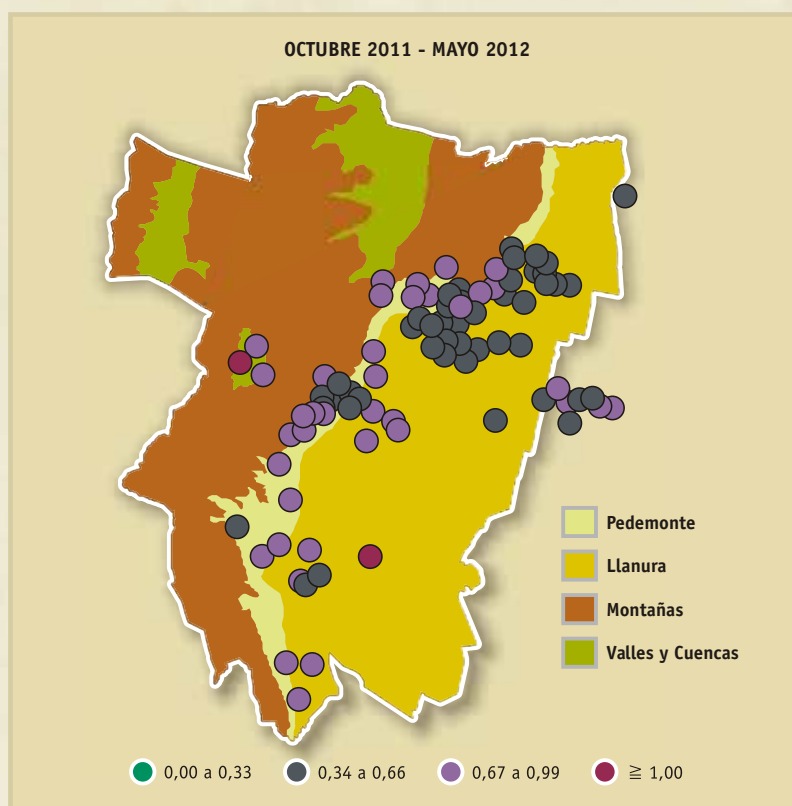 OCTUBRE 2011 - MAYO 2012
Pedemonte
Llanura
Montañas
Valles y Cuencas
0,00 a 0,33 0,34 a 0,66 0,67 a 0,99 ≧ 1,00